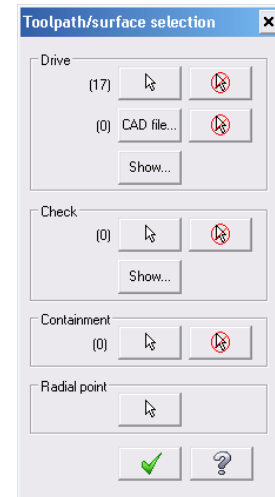 Toolpath/surface selection
Drive
(17)
(0) CAD file...
Show...
Check
(0)
Show...
Containment
(0)
Radial point